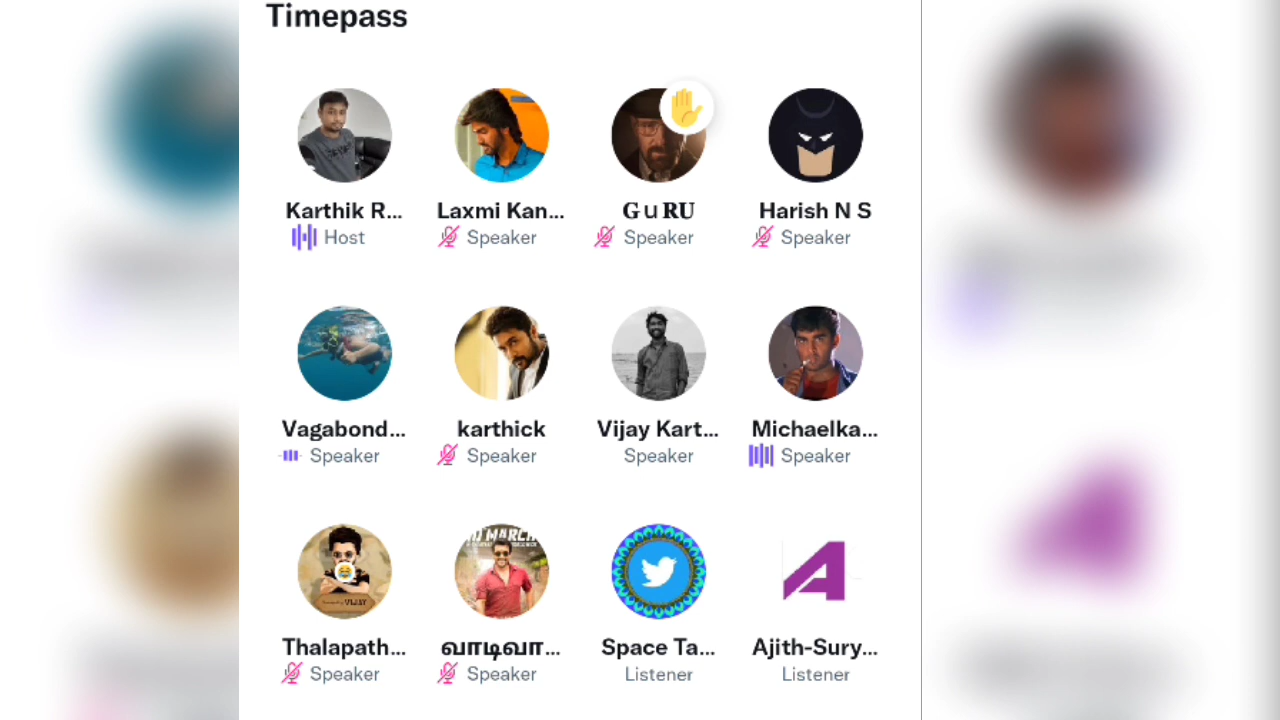 Timepass
Karthik R... Laxmi Kan... GuRU Harish N S
Host Speaker Speaker Speaker
Vagabond... karthick Vijay Kart... Michaelka...
Speaker Speaker Speaker Speaker
VIJAY
Thalapath... வாடிவா... Space Ta... Ajith-Sury...
Speaker Speaker Listener Listener